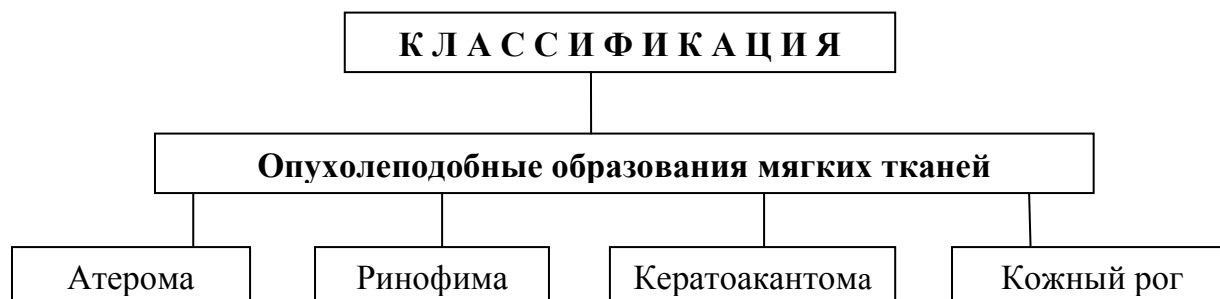 К Л А С С И Ф И К А Ц И Я
Опухолеподобные образования мягких тканей
Атерома Ринофима Кератоакантома Кожный рог